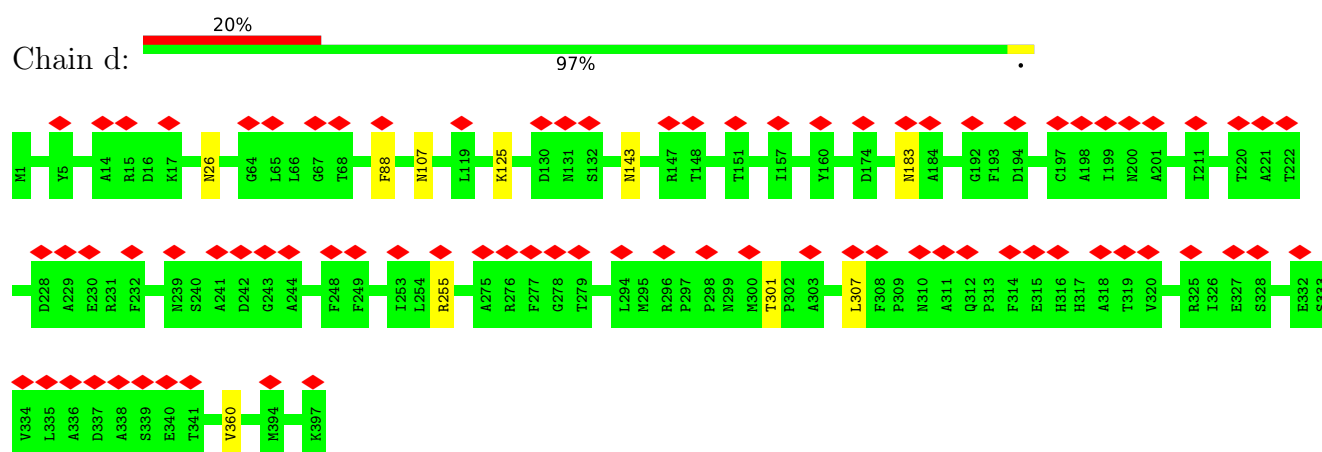 20%
Chain d:
97%
•
M1 Y5 A14 R15 D16 K17 N26 G64 L65 L66 G67 T68 F88 N107 L119 K125 D130 N131 S132 N143 R147 T148 T151 I157 Y160 D174 N183 A184 G192 F193 D194 C197 A198 I199 N200 A201 I211 T220 A221 T222
D228 A229 E230 R231 F232 N239 S240 A241 D242 G243 A244 F248 F249 I253 L254 R255 A275 R276 F277 G278 T279 L294 M295 R296 P297 P298 N299 M300 T301 P302 A303 L307 F308 P309 N310 A311 Q312 P313 F314 E315 H316 H317 A318 T319 V320 R325 I326 E327 S328 E332 S333
V334 L335 A336 D337 A338 S339 E340 T341 V360 M394 K397